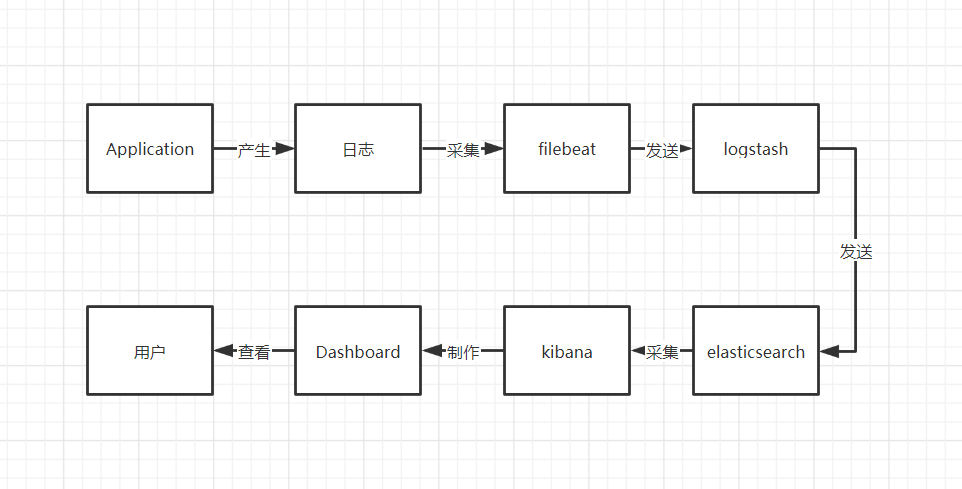 Application
产生
日志
采集
filebeat
发送
logstash
发送
用户
查看
Dashboard
制作
kibana
采集
elasticsearch